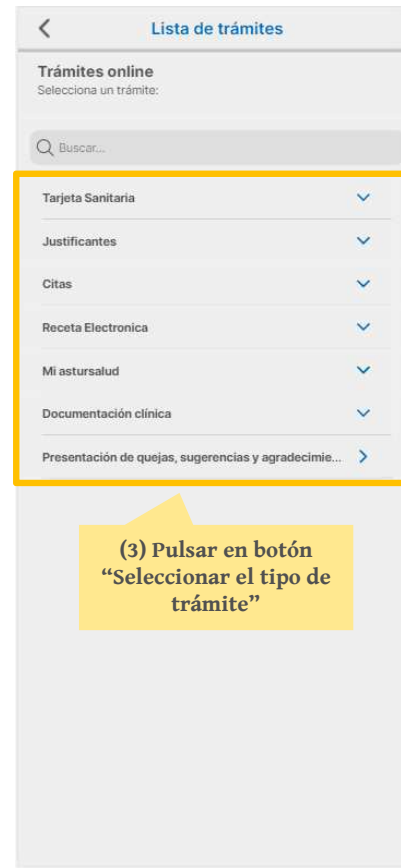 Lista de trámites
Trámites online
Selecciona un trámite:
Buscar...
Tarjeta Sanitaria
Justificantes
Citas
Receta Electronica
Mi astursalud
Documentación clínica
Presentación de quejas, sugerencias y agradecimie...
(3) Pulsar en botón
“Seleccionar el tipo de
trámite”